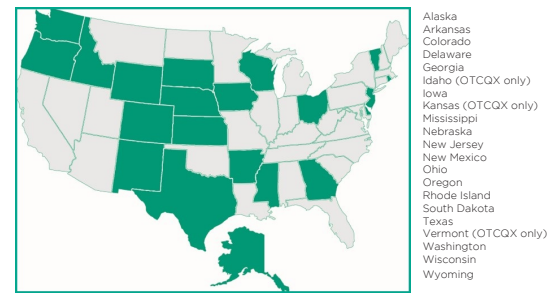 Alaska
Arkansas
Colorado
Delaware
Georgia
Idaho (OTCQX only)
Iowa
Kansas (OTCQX only)
Mississippi
Nebraska
New Jersey
New Mexico
Ohio
Oregon
Rhode Island
South Dakota
Texas
Vermont (OTCQX only)
Washington
Wisconsin
Wyoming